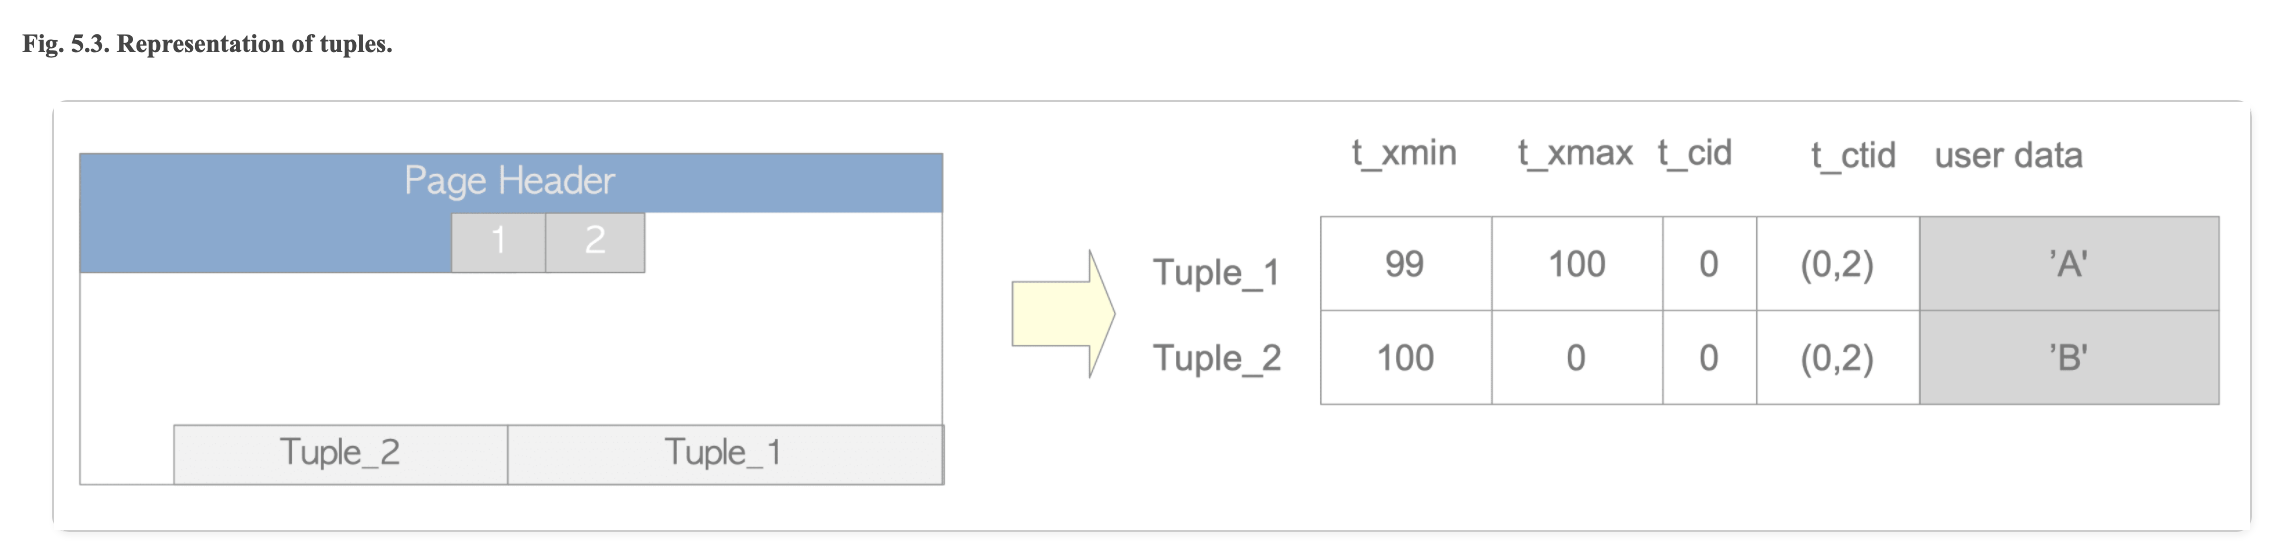 Fig. 5.3. Representation of tuples.
Page Header
1 2
Tuple_2 Tuple_1
t_xmin t_xmax t_cid t_ctid user data
Tuple_1 99 100 0 (0,2) ’A'
Tuple_2 100 0 0 (0,2) ’B'